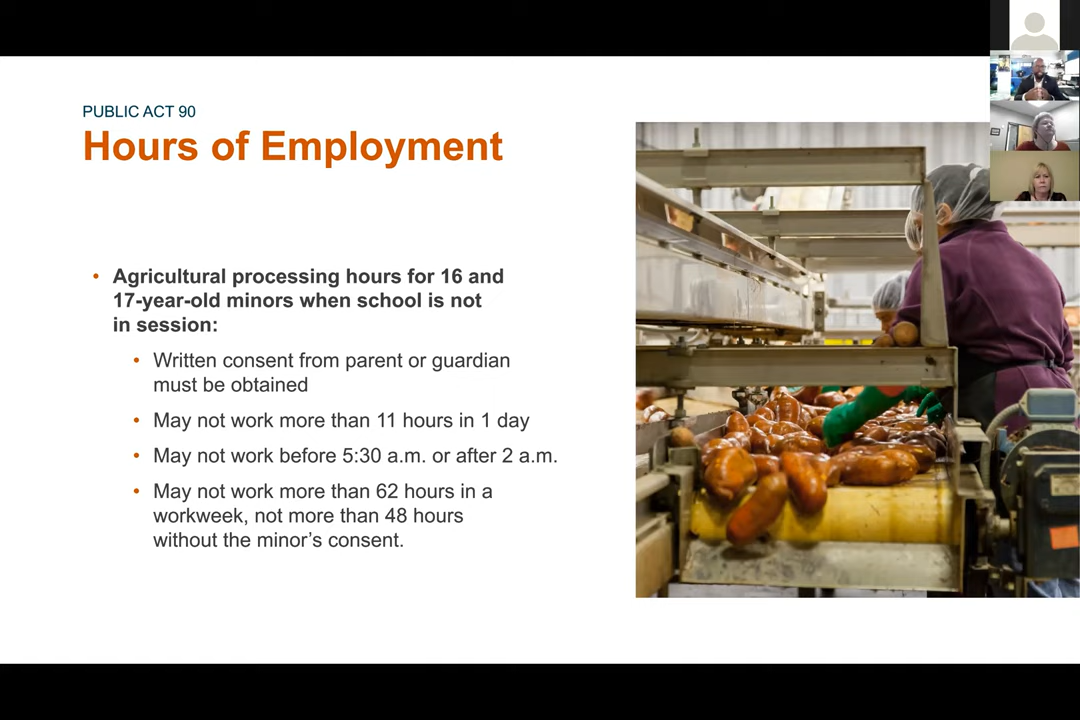 PUBLIC ACT 90
Hours of Employment
• Agricultural processing hours for 16 and
17-year-old minors when school is not
in session:
• Written consent from parent or guardian
must be obtained
• May not work more than 11 hours in 1 day
• May not work before 5:30 a.m. or after 2 a.m.
• May not work more than 62 hours in a
workweek, not more than 48 hours
without the minor’s consent.